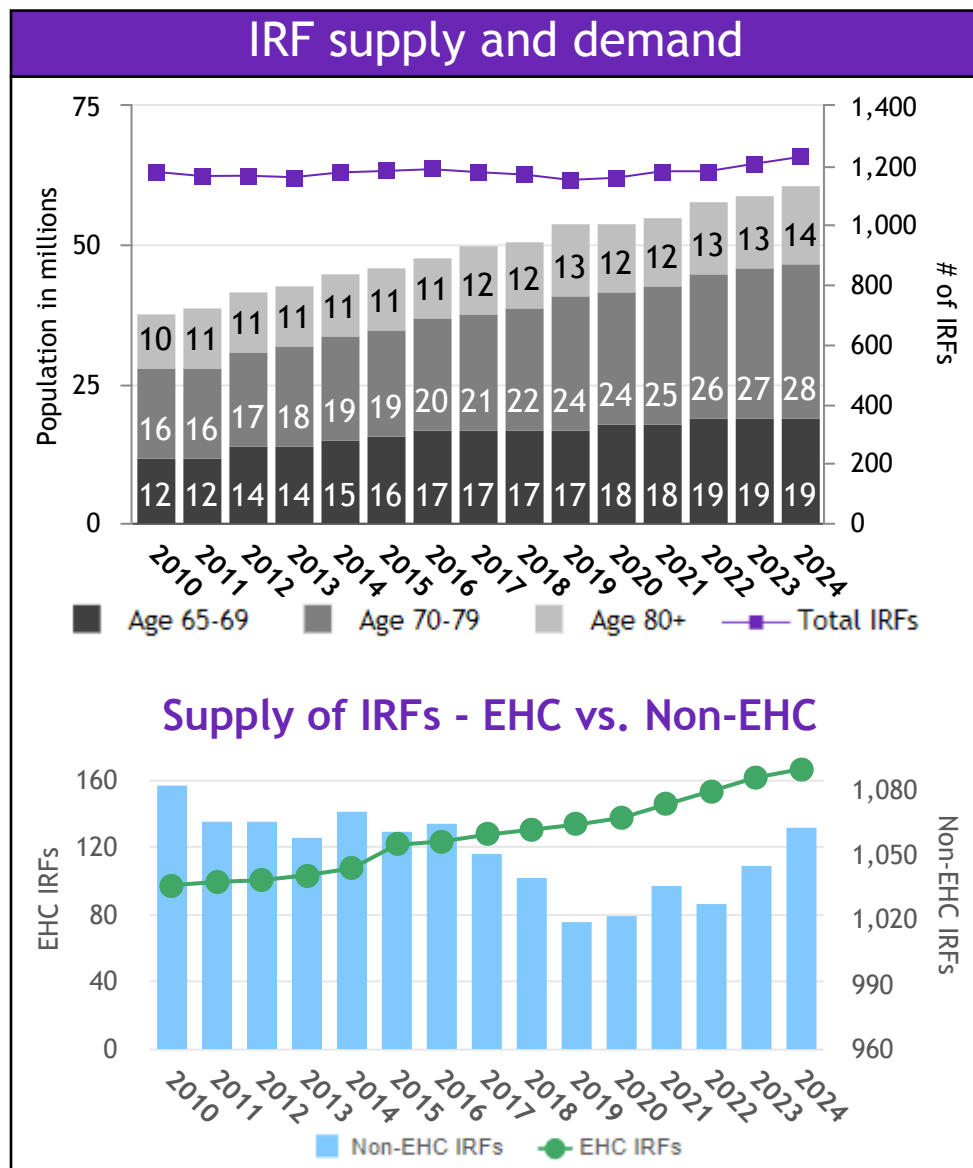 IRF supply and demand
75
50
25
0
Population in millions
1,400
1,200
1,000
800
600
400
200
0
# of IRFs
10 11 11 11 11 11 11 12 12 13 12 12 13 13 14
16 16 17 18 19 19 20 21 22 24 24 25 26 27 28
12 12 14 14 15 16 17 17 17 17 18 18 19 19 19
2010 2011 2012 2013 2014 2015 2016 2017 2018 2019 2020 2021 2022 2023 2024
Age 65-69 Age 70-79 Age 80+ Total IRFs
Supply of IRFs - EHC vs. Non-EHC
160
120
80
40
0
EHC IRFs
1,080
1,050
1,020
990
960
Non-EHC IRFs
2010 2011 2012 2013 2014 2015 2016 2017 2018 2019 2020 2021 2022 2023 2024
Non-EHC IRFs EHC IRFs